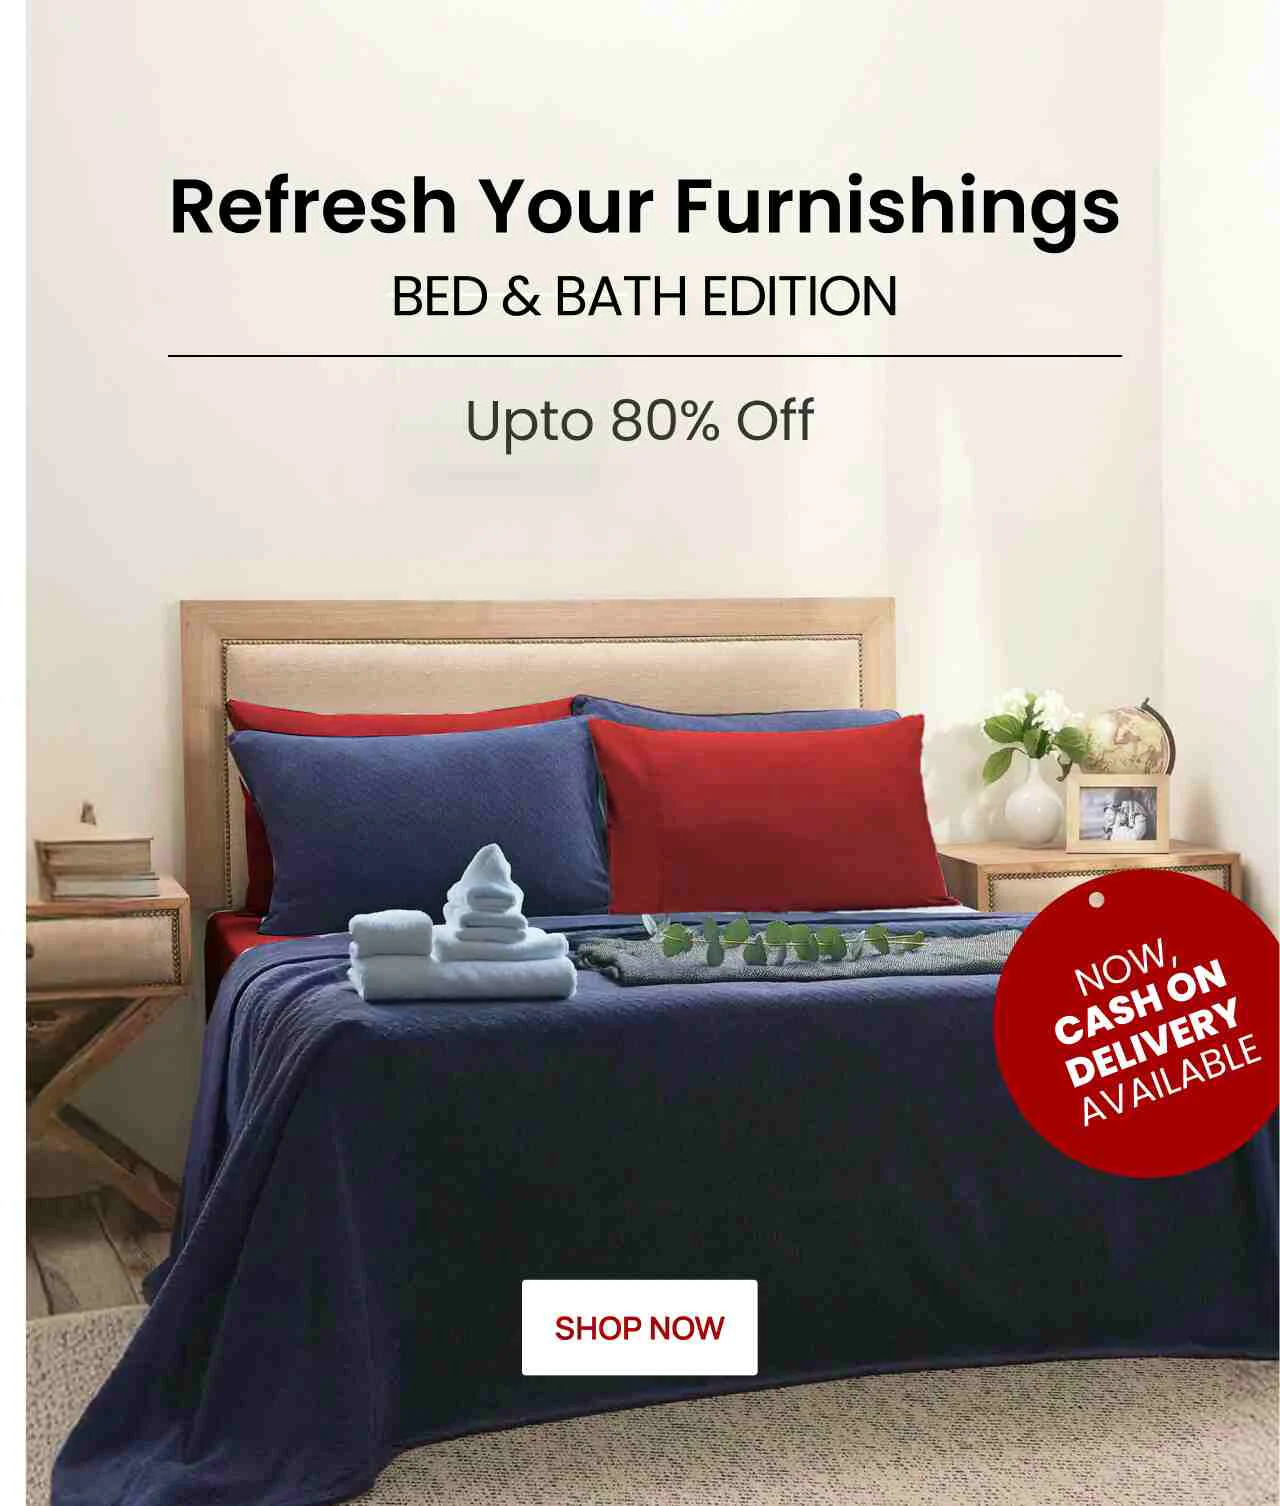 Refresh Your Furnishings
BED & BATH EDITION
Upto 80% Off
NOW,
CASH ON
DELIVERY
AVAILABLE
SHOP NOW